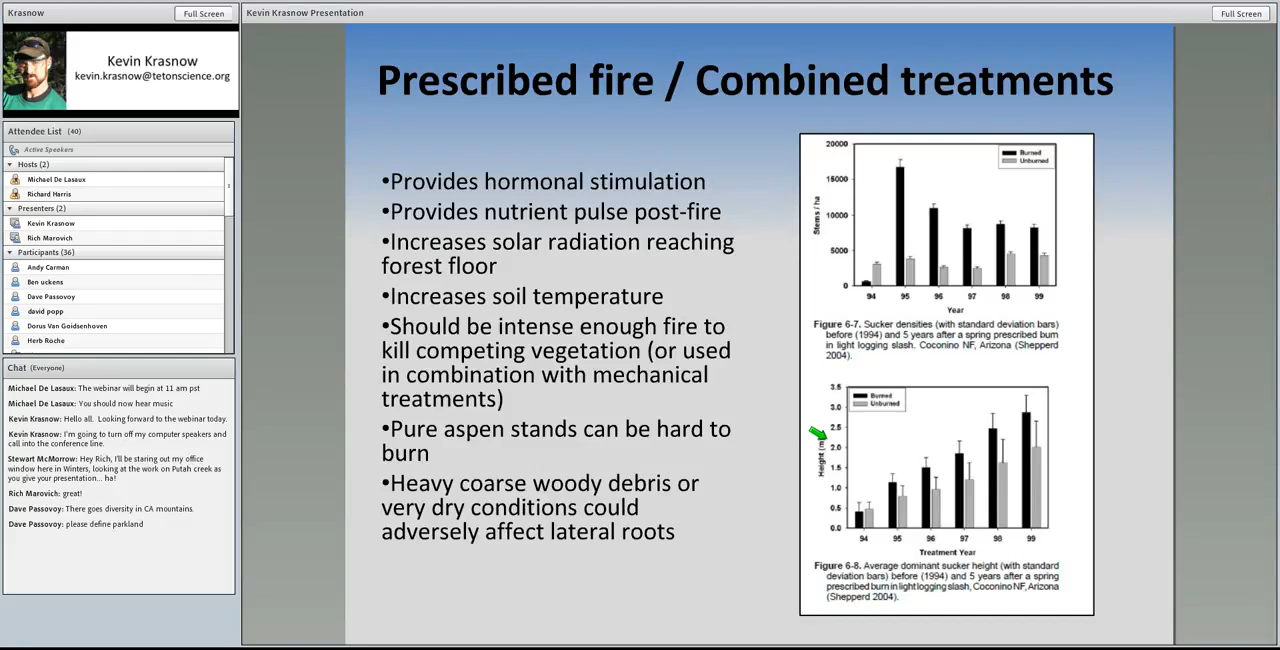 Krasnow
Full Screen
Kevin Krasnow
kevin.krasnow@tetonscience.org
Attendee List (40)
Active Speakers
Hosts (2)
Michael De Lasaux
Richard Harris
Presenters (2)
Kevin Krasnow
Rich Marovich
Participants (36)
Andy Carman
Ben uckens
Dave Passovoy
david popp
Dorus Van Goidsenhoven
Herb Roche
Chat (Everyone)
Michael De Lasaux: The webinar will begin at 11 am pst
Michael De Lasaux: You should now hear music
Kevin Krasnow: Hello all. Looking forward to the webinar today.
Kevin Krasnow: I'm going to turn off my computer speakers and
call into the conference line.
Stewart McMorrow: Hey Rich, I'll be staring out my office
window here in Winters, looking at the work on Putah creek as
you give your presentation... ha!
Rich Marovich: great!
Dave Passovoy: There goes diversity in CA mountains.
Dave Passovoy: please define parkland
Kevin Krasnow Presentation
Full Screen
Prescribed fire / Combined treatments
•Provides hormonal stimulation
•Provides nutrient pulse post-fire
•Increases solar radiation reaching
forest floor
•Increases soil temperature
•Should be intense enough fire to
kill competing vegetation (or used
in combination with mechanical
treatments)
•Pure aspen stands can be hard to
burn
•Heavy coarse woody debris or
very dry conditions could
adversely affect lateral roots
Burned
Unburned
Stems / ha
20000
15000
10000
5000
0
94 95 96 97 98 99
Year
Figure 6-7. Sucker densities (with standard deviation bars)
before (1994) and 5 years after a spring prescribed burn
in light logging slash. Coconino NF, Arizona (Shepperd
2004).
Burned
Unburned
Height (m
3.5
3.0
2.5
2.0
1.5
1.0
0.5
0.0
94 95 96 97 98 99
Treatment Year
Figure 6-8. Average dominant sucker height (with standard
deviation bars) before (1994) and 5 years after a spring
prescribed burn in light logging slash, Coconino NF, Arizona
(Shepperd 2004).